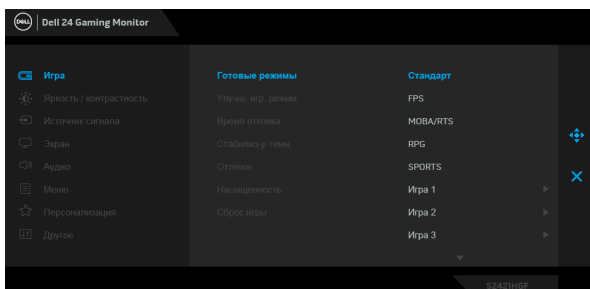 DELL
Dell 24 Gaming Monitor
Игра
Готовые режимы
Стандарт
Яркость / контрастность
Улучш. игр. режим
FPS
Источник сигнала
Время отклика
MOBA/RTS
Экран
Стабилиз-р темн.
RPG
Аудио
Оттенок
SPORTS
Меню
Насыщенность
Игра 1
Персонализация
Сброс игры
Игра 2
Другое
Игра 3
S2421HGF